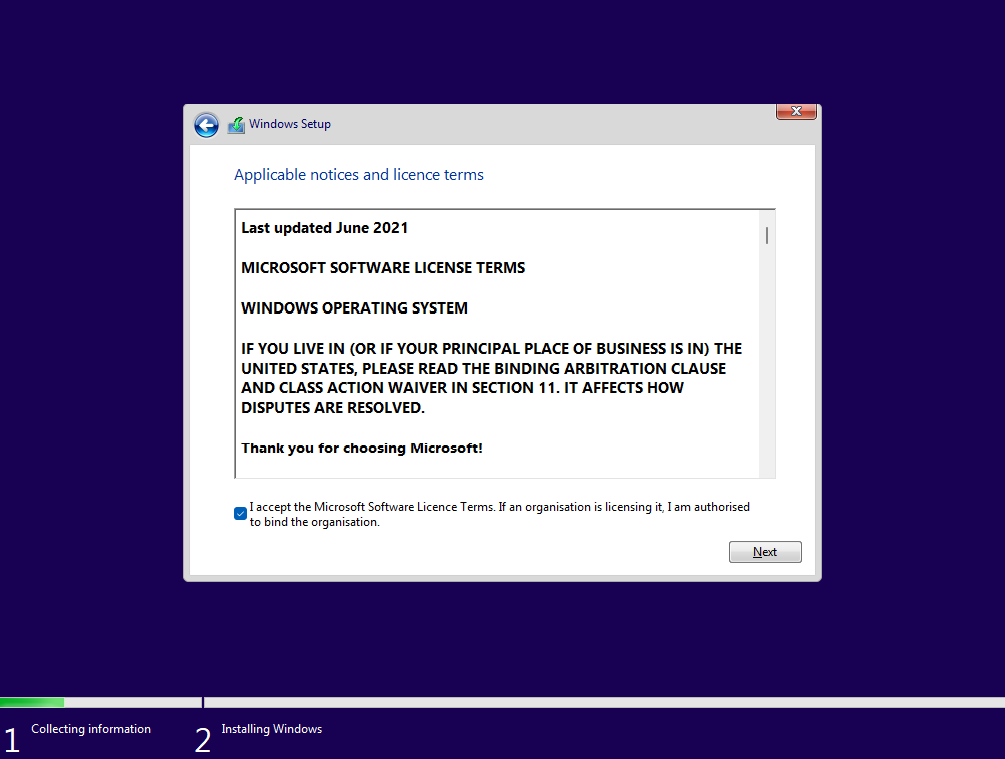 Windows Setup
Applicable notices and licence terms
Last updated June 2021
MICROSOFT SOFTWARE LICENSE TERMS
WINDOWS OPERATING SYSTEM
IF YOU LIVE IN (OR IF YOUR PRINCIPAL PLACE OF BUSINESS IS IN) THE
UNITED STATES, PLEASE READ THE BINDING ARBITRATION CLAUSE
AND CLASS ACTION WAIVER IN SECTION 11. IT AFFECTS HOW
DISPUTES ARE RESOLVED.
Thank you for choosing Microsoft!
I accept the Microsoft Software Licence Terms. If an organisation is licensing it, I am authorised
to bind the organisation.
Next
1 Collecting information
2 Installing Windows